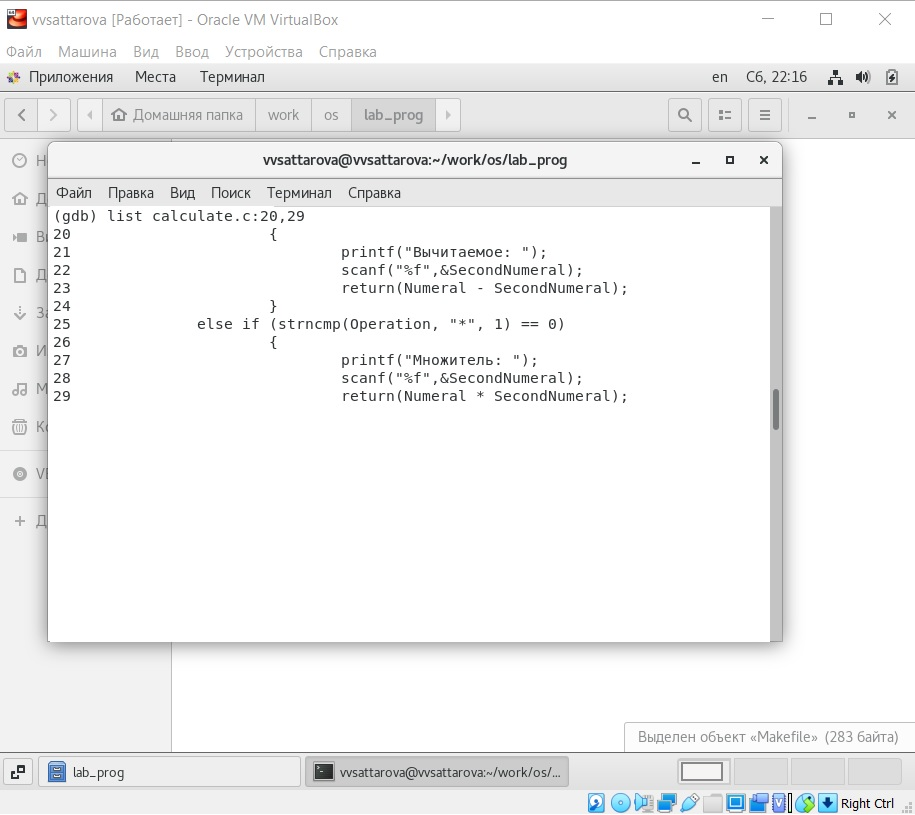 vvsattarova [Работает] - Oracle VM VirtualBox
Файл Машина Вид Ввод Устройства Справка
Приложения Места Терминал en Сб, 22:16
Домашняя папка work os lab_prog
vvsattarova@vvsattarova:~/work/os/lab_prog
Файл Правка Вид Поиск Терминал Справка
(gdb) list calculate.c:20,29
20 {
21 printf("Вычитаемое: ");
22 scanf("%f",&SecondNumeral);
23 return(Numeral - SecondNumeral);
24 }
25 else if (strncmp(Operation, "*", 1) == 0)
26 {
27 printf("Множитель: ");
28 scanf("%f",&SecondNumeral);
29 return(Numeral * SecondNumeral);
Выделен объект «Makefile» (283 байта)
lab_prog vvsattarova@vvsattarova:~/work/os/...
Right Ctrl